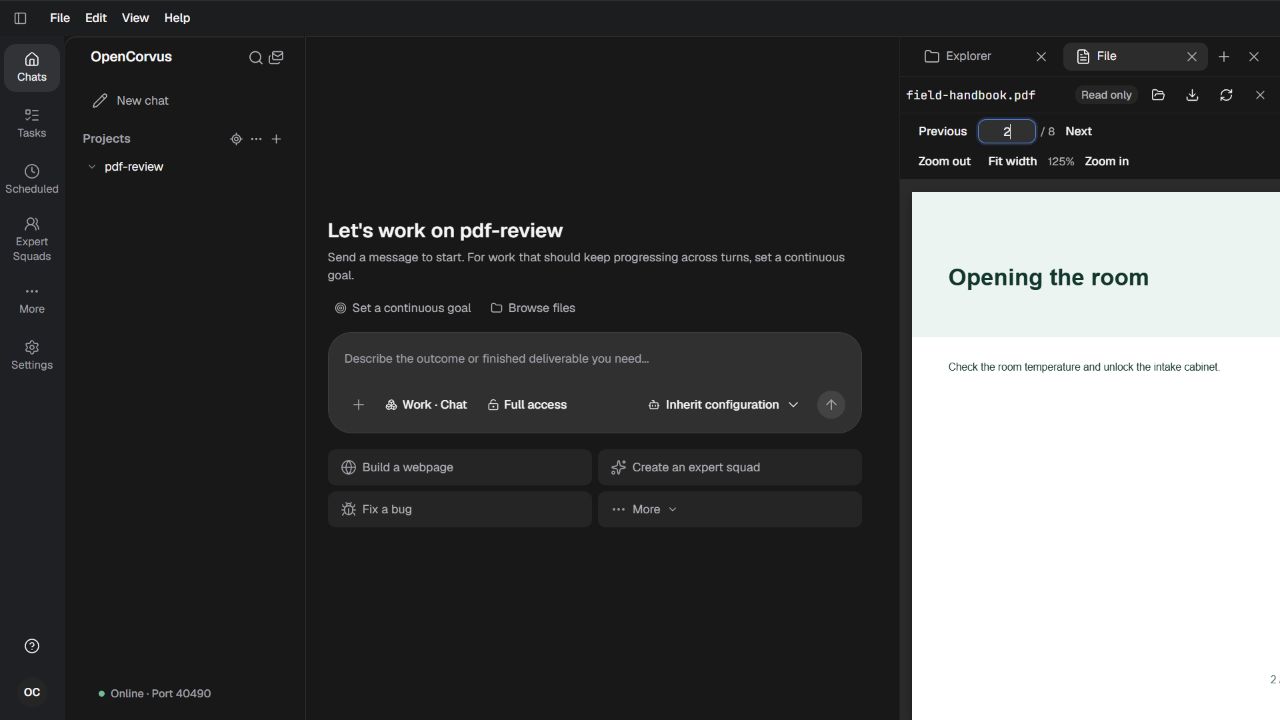 File Edit View Help
Chats
Tasks
Scheduled
Expert
Squads
More
Settings
OC
OpenCorvus
New chat
Projects
pdf-review
Online · Port 40490
Let's work on pdf-review
Send a message to start. For work that should keep progressing across turns, set a continuous
goal.
Set a continuous goal Browse files
Describe the outcome or finished deliverable you need...
Work · Chat Full access Inherit configuration
Build a webpage Create an expert squad
Fix a bug More
Explorer File
field-handbook.pdf Read only
Previous 2 / 8 Next
Zoom out Fit width 125% Zoom in
Opening the room
Check the room temperature and unlock the intake cabinet.
2